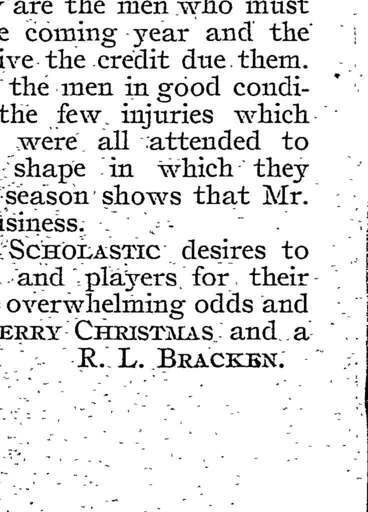 are the men who must
coming year and the
ive the credit due them.
the men in good condi-
the few injuries which
were all attended to
shape in which they
season shows that Mr.
isiness.
SCHOLASTIC desires to
and players for their
overwhelming odds and
ERRY CHRISTMAS and a
R. L. BRACKEN.